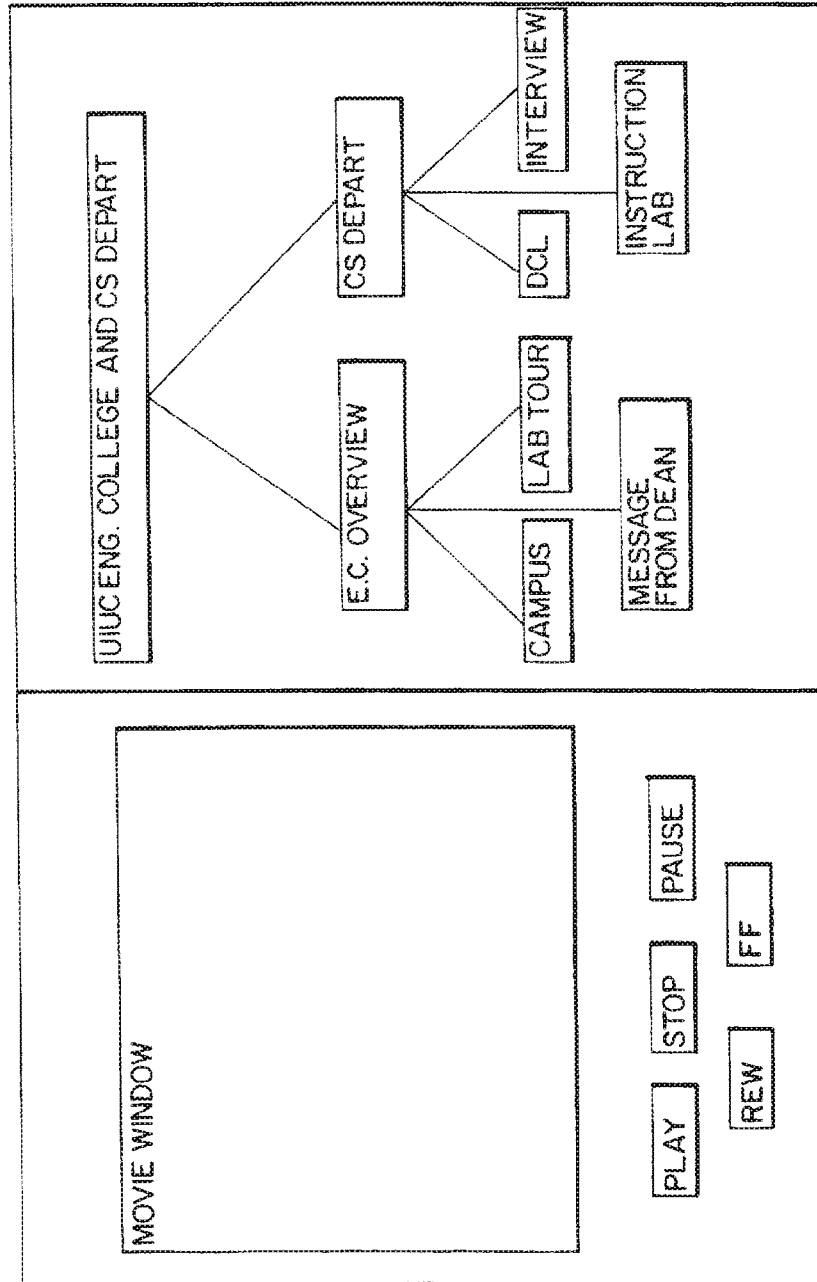 MOVIE WINDOW
PLAY
STOP
PAUSE
REW
FF
UIUC ENG. COLLEGE AND CS DEPART
E.C. OVERVIEW
CS DEPART
CAMPUS
LAB TOUR
DCL
INTERVIEW
MESSAGE
FROM DEAN
INSTRUCTION
LAB